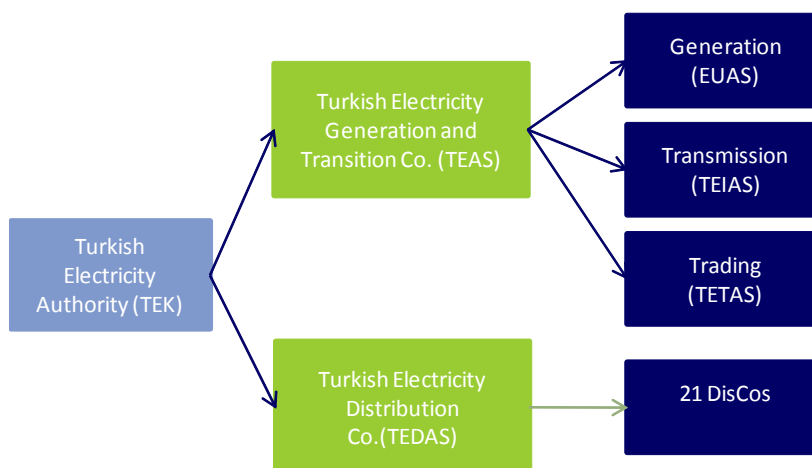 Turkish
Electricity
Authority (TEK)
Turkish Electricity
Generation and
Transition Co. (TEAS)
Turkish Electricity
Distribution
Co.(TEDAS)
Generation
(EUAS)
Transmission
(TEIAS)
Trading
(TETAS)
21 DisCos